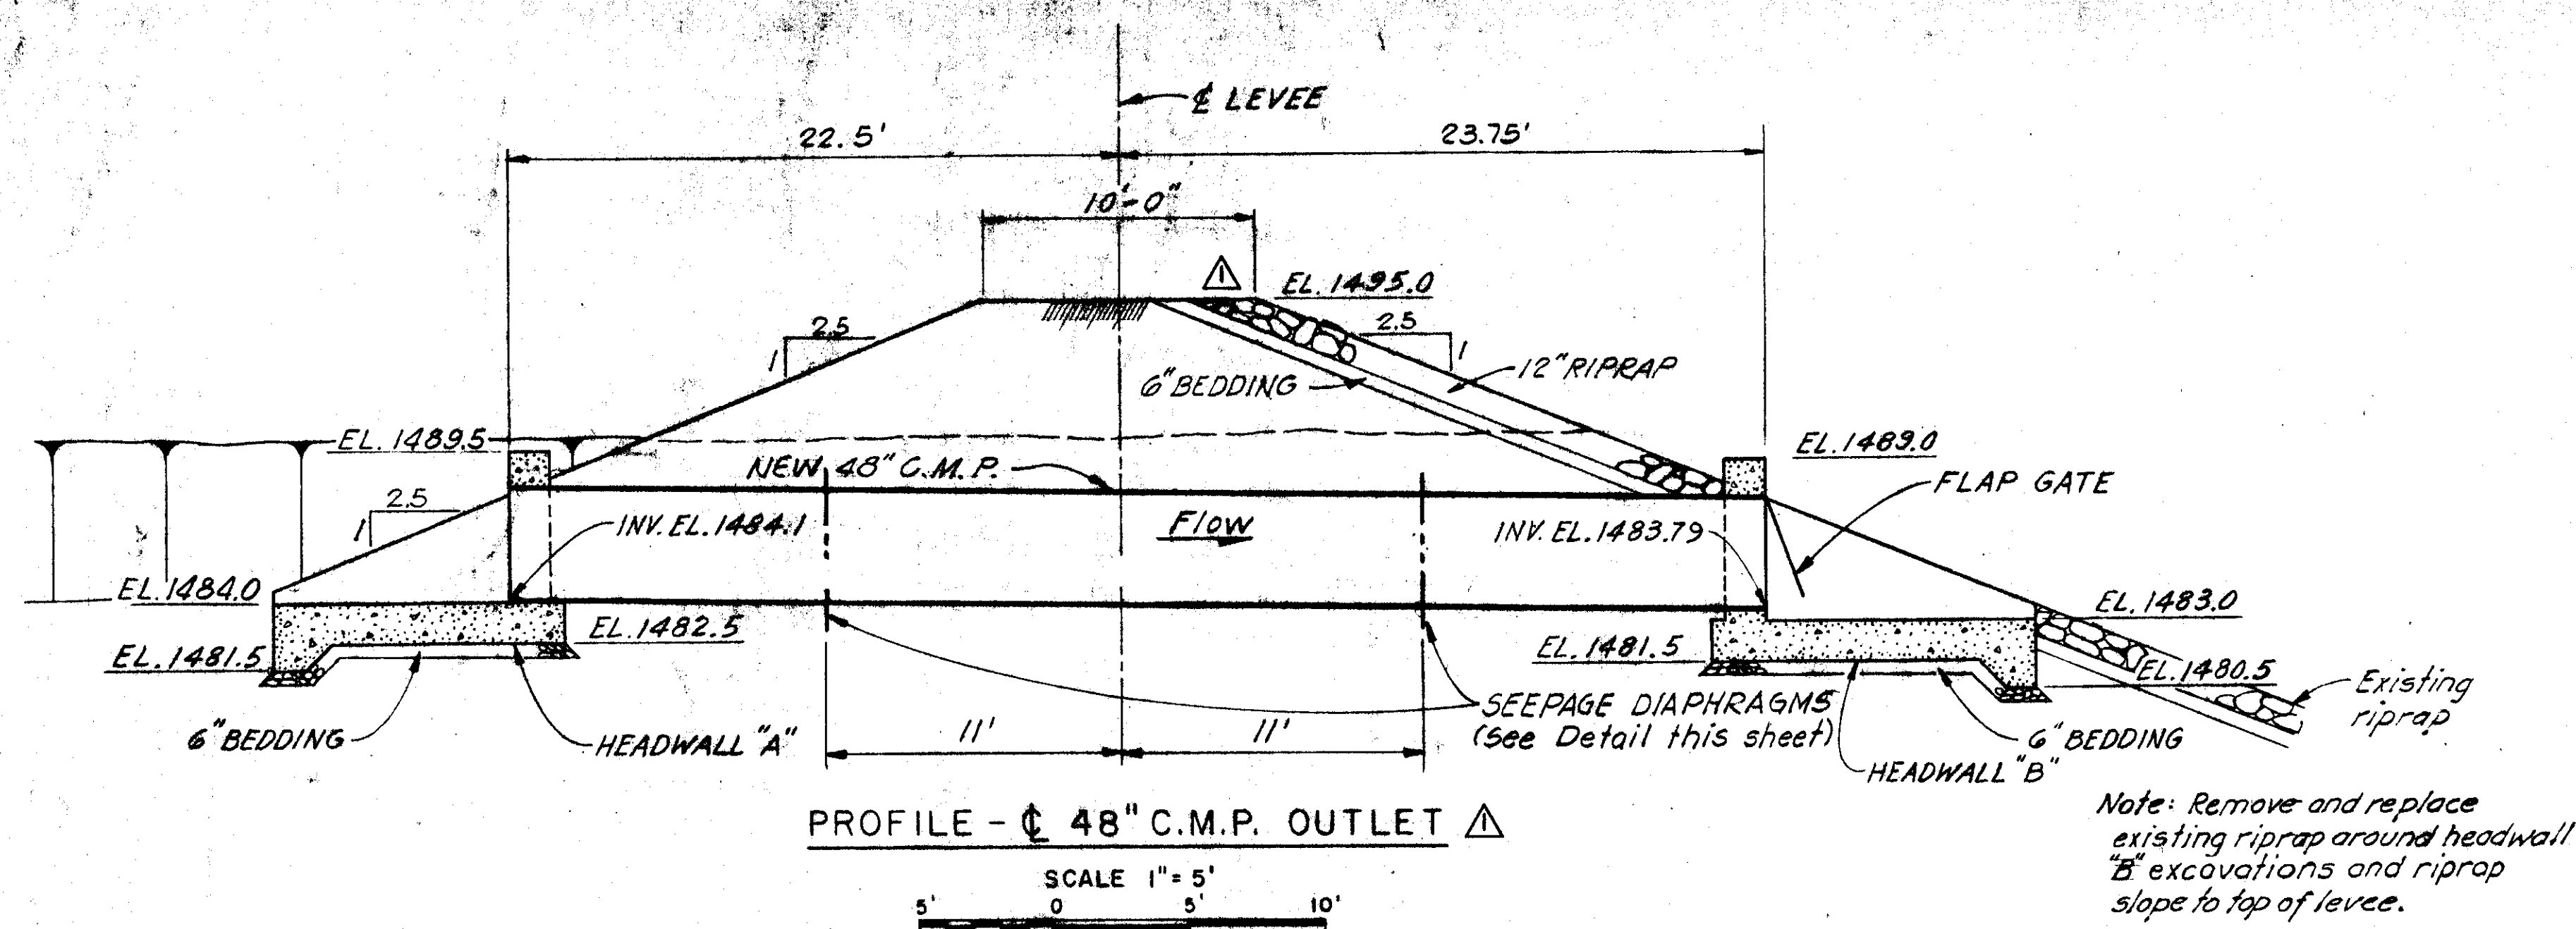 ℄ LEVEE
22.5'
23.75'
10'-0"
1
EL. 1495.0
2.5
1
2.5
1
12" RIPRAP
6" BEDDING
EL. 1489.5
EL. 1489.0
NEW 48" C.M.P.
FLAP GATE
2.5
1
INV. EL. 1484.1
Flow
INV. EL. 1483.79
EL. 1484.0
EL. 1483.0
EL. 1482.5
EL. 1481.5
EL. 1481.5
EL. 1480.5
Existing
riprap
SEEPAGE DIAPHRAGMS
(See Detail this sheet)
6" BEDDING
HEADWALL "A"
11'
11'
6" BEDDING
HEADWALL "B"
PROFILE - ℄ 48" C.M.P. OUTLET 1
SCALE 1" = 5'
5' 0 5' 10'
Note: Remove and replace
existing riprap around headwall
"B" excavations and riprap
slope to top of levee.